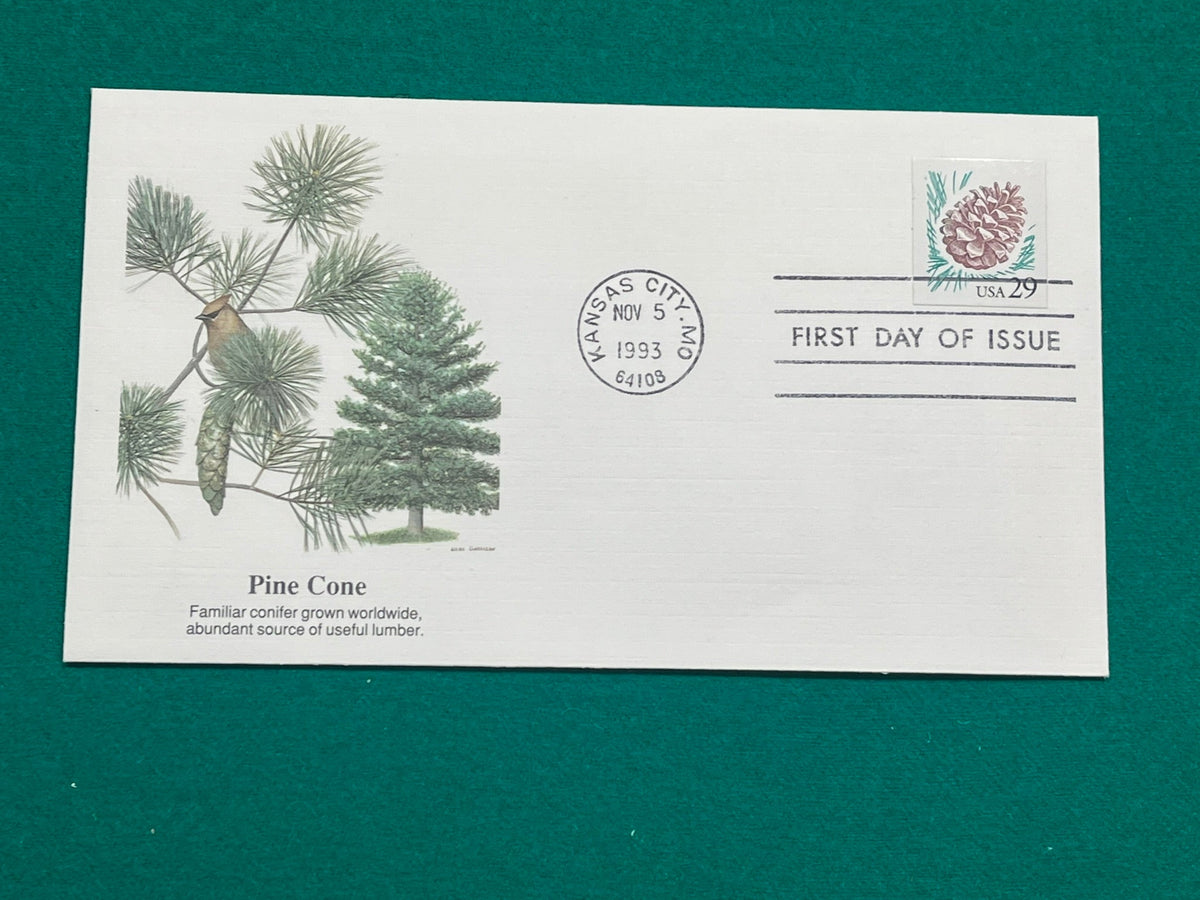 USA 29
KANSAS CITY, MO
NOV 5
1993
64108
FIRST DAY OF ISSUE
Pine Cone
Familiar conifer grown worldwide,
abundant source of useful lumber.